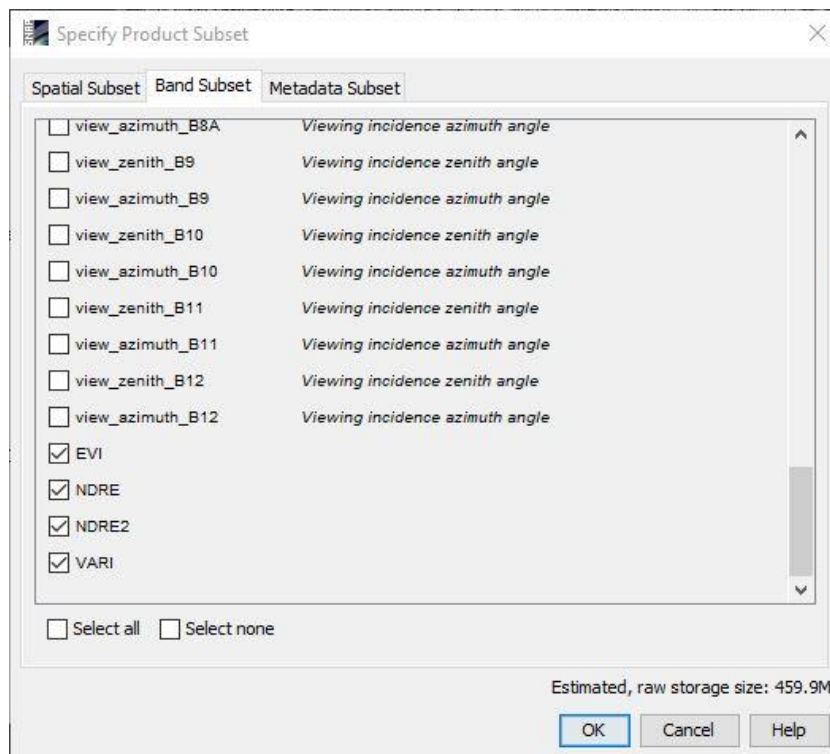 Specify Product Subset
Spatial Subset Band Subset Metadata Subset
view_azimuth_B8A Viewing incidence azimuth angle
view_zenith_B9 Viewing incidence zenith angle
view_azimuth_B9 Viewing incidence azimuth angle
view_zenith_B10 Viewing incidence zenith angle
view_azimuth_B10 Viewing incidence azimuth angle
view_zenith_B11 Viewing incidence zenith angle
view_azimuth_B11 Viewing incidence azimuth angle
view_zenith_B12 Viewing incidence zenith angle
view_azimuth_B12 Viewing incidence azimuth angle
EVI
NDRE
NDRE2
VARI
Select all Select none
Estimated, raw storage size: 459.9M
OK Cancel Help